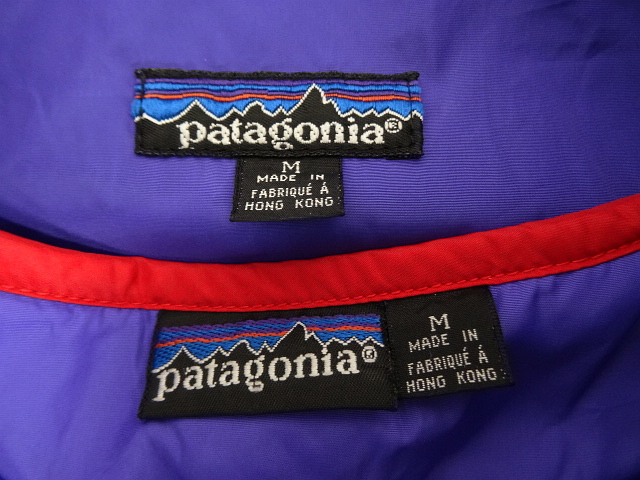 patagonia®
M
MADE IN
FABRIQUÉ À
HONG KONG
patagonia®
M
MADE IN
FABRIQUÉ À
HONG KONG